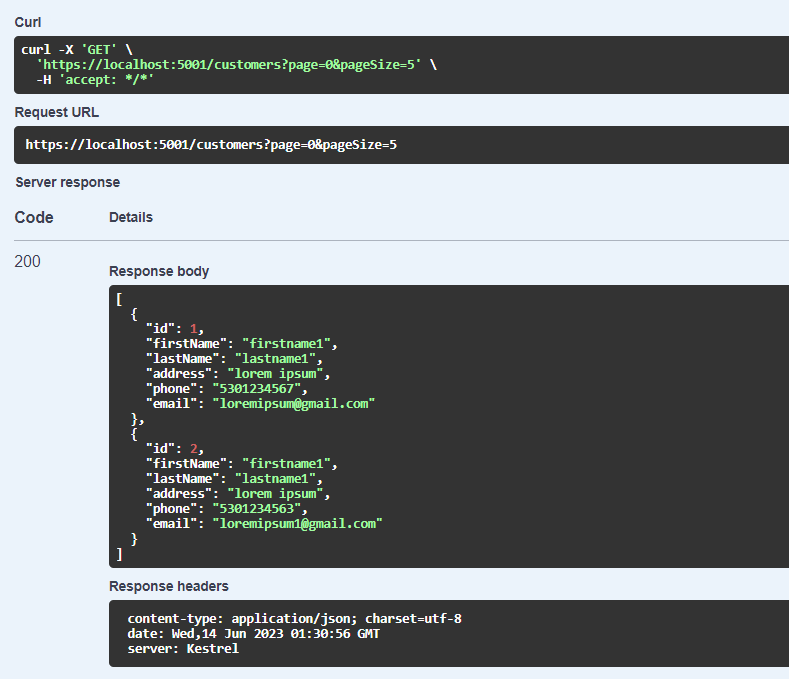 Curl
curl -X 'GET' \
'https://localhost:5001/customers?page=0&pageSize=5' \
-H 'accept: */*'
Request URL
https://localhost:5001/customers?page=0&pageSize=5
Server response
Code Details
200
Response body
[
{
"id": 1,
"firstName": "firstname1",
"lastName": "lastname1",
"address": "lorem ipsum",
"phone": "5301234567",
"email": "loremipsum@gmail.com"
},
{
"id": 2,
"firstName": "firstname1",
"lastName": "lastname1",
"address": "lorem ipsum",
"phone": "5301234563",
"email": "loremipsum1@gmail.com"
}
]
Response headers
content-type: application/json; charset=utf-8
date: Wed,14 Jun 2023 01:30:56 GMT
server: Kestrel